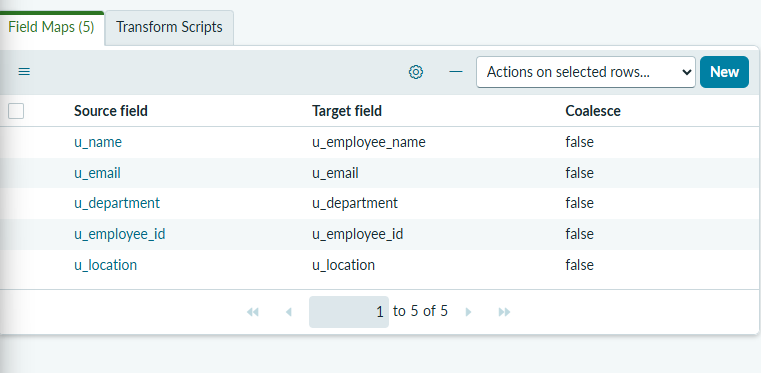 Field Maps (5) Transform Scripts
Actions on selected rows... New
Source field Target field Coalesce
u_name u_employee_name false
u_email u_email false
u_department u_department false
u_employee_id u_employee_id false
u_location u_location false
1 to 5 of 5